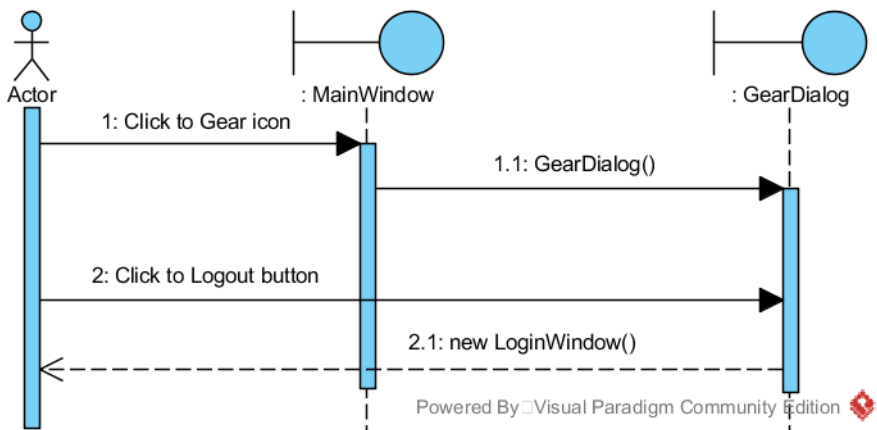 Actor
: MainWindow
: GearDialog
1: Click to Gear icon
1.1: GearDialog()
2: Click to Logout button
2.1: new LoginWindow()
Powered By□Visual Paradigm Community Edition